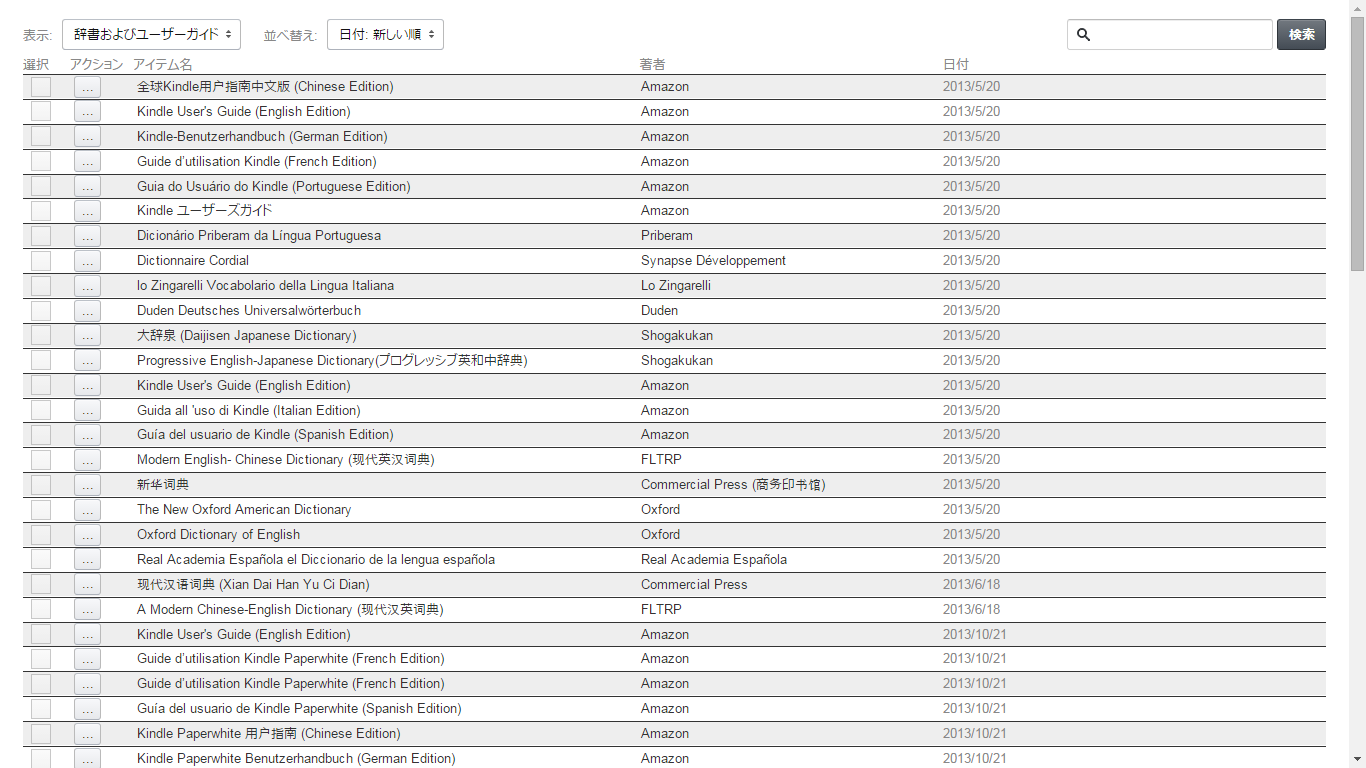 表示: 辞書およびユーザーガイド 並べ替え: 日付: 新しい順 検索
選択 アクション アイテム名 著者 日付
... 全球Kindle用户指南中文版 (Chinese Edition) Amazon 2013/5/20
... Kindle User's Guide (English Edition) Amazon 2013/5/20
... Kindle-Benutzerhandbuch (German Edition) Amazon 2013/5/20
... Guide d'utilisation Kindle (French Edition) Amazon 2013/5/20
... Guia do Usuário do Kindle (Portuguese Edition) Amazon 2013/5/20
... Kindle ユーザーズガイド Amazon 2013/5/20
... Dicionário Priberam da Língua Portuguesa Priberam 2013/5/20
... Dictionnaire Cordial Synapse Développement 2013/5/20
... lo Zingarelli Vocabolario della Lingua Italiana Lo Zingarelli 2013/5/20
... Duden Deutsches Universalwörterbuch Duden 2013/5/20
... 大辞泉 (Daijisen Japanese Dictionary) Shogakukan 2013/5/20
... Progressive English-Japanese Dictionary(プログレッシブ英和中辞典) Shogakukan 2013/5/20
... Kindle User's Guide (English Edition) Amazon 2013/5/20
... Guida all 'uso di Kindle (Italian Edition) Amazon 2013/5/20
... Guía del usuario de Kindle (Spanish Edition) Amazon 2013/5/20
... Modern English- Chinese Dictionary (现代英汉词典) FLTRP 2013/5/20
... 新华词典 Commercial Press (商务印书馆) 2013/5/20
... The New Oxford American Dictionary Oxford 2013/5/20
... Oxford Dictionary of English Oxford 2013/5/20
... Real Academia Española el Diccionario de la lengua española Real Academia Española 2013/5/20
... 现代汉语词典 (Xian Dai Han Yu Ci Dian) Commercial Press 2013/6/18
... A Modern Chinese-English Dictionary (现代汉英词典) FLTRP 2013/6/18
... Kindle User's Guide (English Edition) Amazon 2013/10/21
... Guide d'utilisation Kindle Paperwhite (French Edition) Amazon 2013/10/21
... Guide d'utilisation Kindle Paperwhite (French Edition) Amazon 2013/10/21
... Guía del usuario de Kindle Paperwhite (Spanish Edition) Amazon 2013/10/21
... Kindle Paperwhite 用户指南 (Chinese Edition) Amazon 2013/10/21
... Kindle Paperwhite Benutzerhandbuch (German Edition) Amazon 2013/10/21